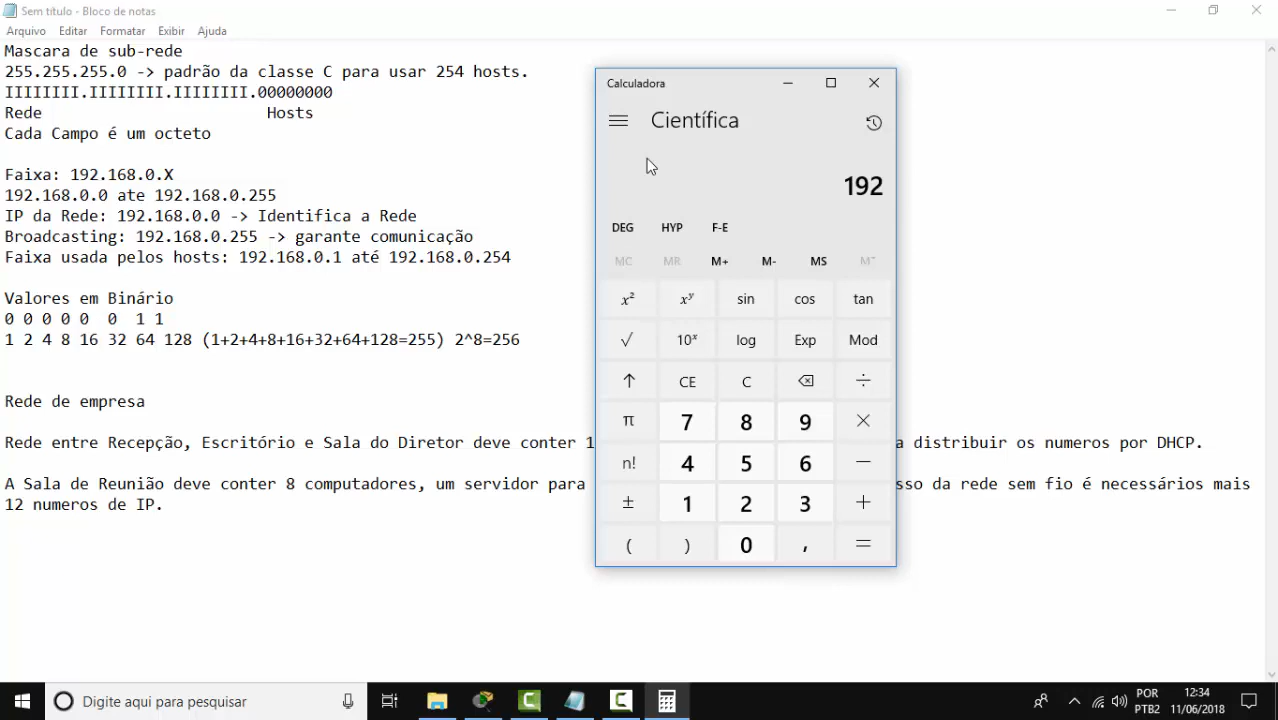 Sem título - Bloco de notas
Arquivo Editar Formatar Exibir Ajuda
Mascara de sub-rede
255.255.255.0 -> padrão da classe C para usar 254 hosts.
IIIIIIII.IIIIIIII.IIIIIIII.00000000
Rede Hosts
Cada Campo é um octeto
Faixa: 192.168.0.X
192.168.0.0 ate 192.168.0.255
IP da Rede: 192.168.0.0 -> Identifica a Rede
Broadcasting: 192.168.0.255 -> garante comunicação
Faixa usada pelos hosts: 192.168.0.1 até 192.168.0.254
Valores em Binário
0 0 0 0 0 0 1 1
1 2 4 8 16 32 64 128 (1+2+4+8+16+32+64+128=255) 2^8=256
Rede de empresa
Rede entre Recepção, Escritório e Sala do Diretor deve conter 1 a distribuir os numeros por DHCP.
A Sala de Reunião deve conter 8 computadores, um servidor para sso da rede sem fio é necessários mais
12 numeros de IP.
Calculadora
Científica
192
DEG HYP F-E
MC MR M+ M- MS M˅
x² xʸ sin cos tan
√ 10ˣ log Exp Mod
↑ CE C ⌫ ÷
π 7 8 9 ×
n! 4 5 6 −
± 1 2 3 +
( ) 0 , =
Digite aqui para pesquisar
POR
PTB2
12:34
11/06/2018